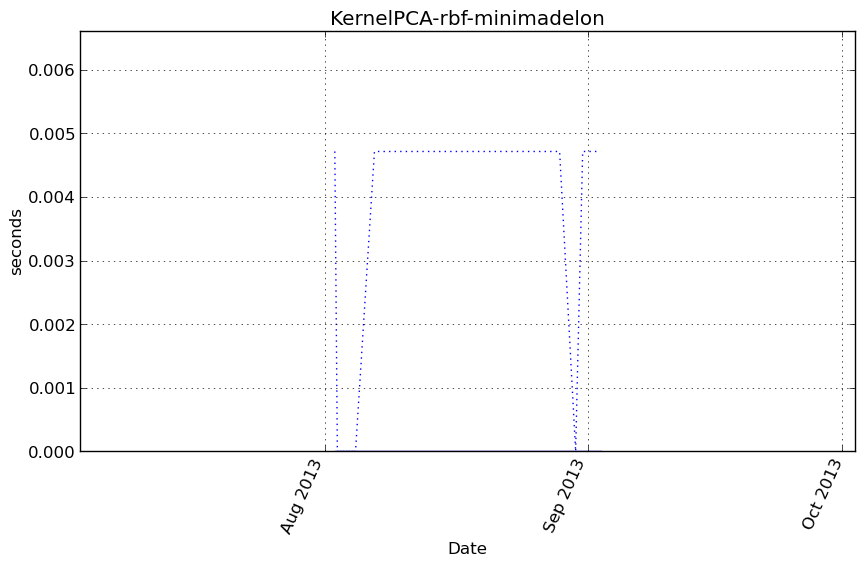 KernelPCA-rbf-minimadelon
0.006
0.005
0.004
0.003
0.002
0.001
0.000
seconds
Aug 2013
Sep 2013
Oct 2013
Date